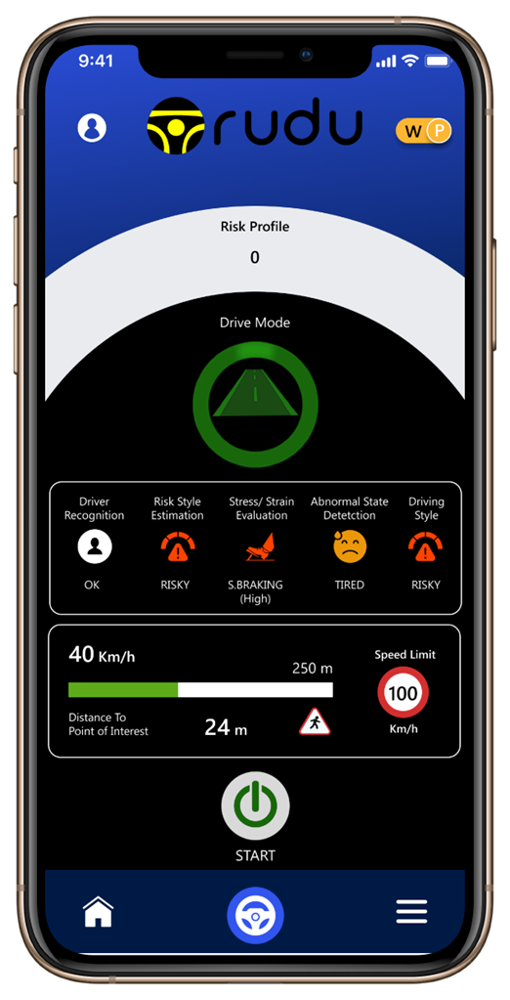 9:41
rudu
W P
Risk Profile
0
Drive Mode
Driver
Recognition
Risk Style
Estimation
Stress/ Strain
Evaluation
Abnormal State
Detetction
Driving
Style
OK
RISKY
S.BRAKING
(High)
TIRED
RISKY
40 Km/h
250 m
Speed Limit
100
Km/h
Distance To
Point of Interest
24 m
START